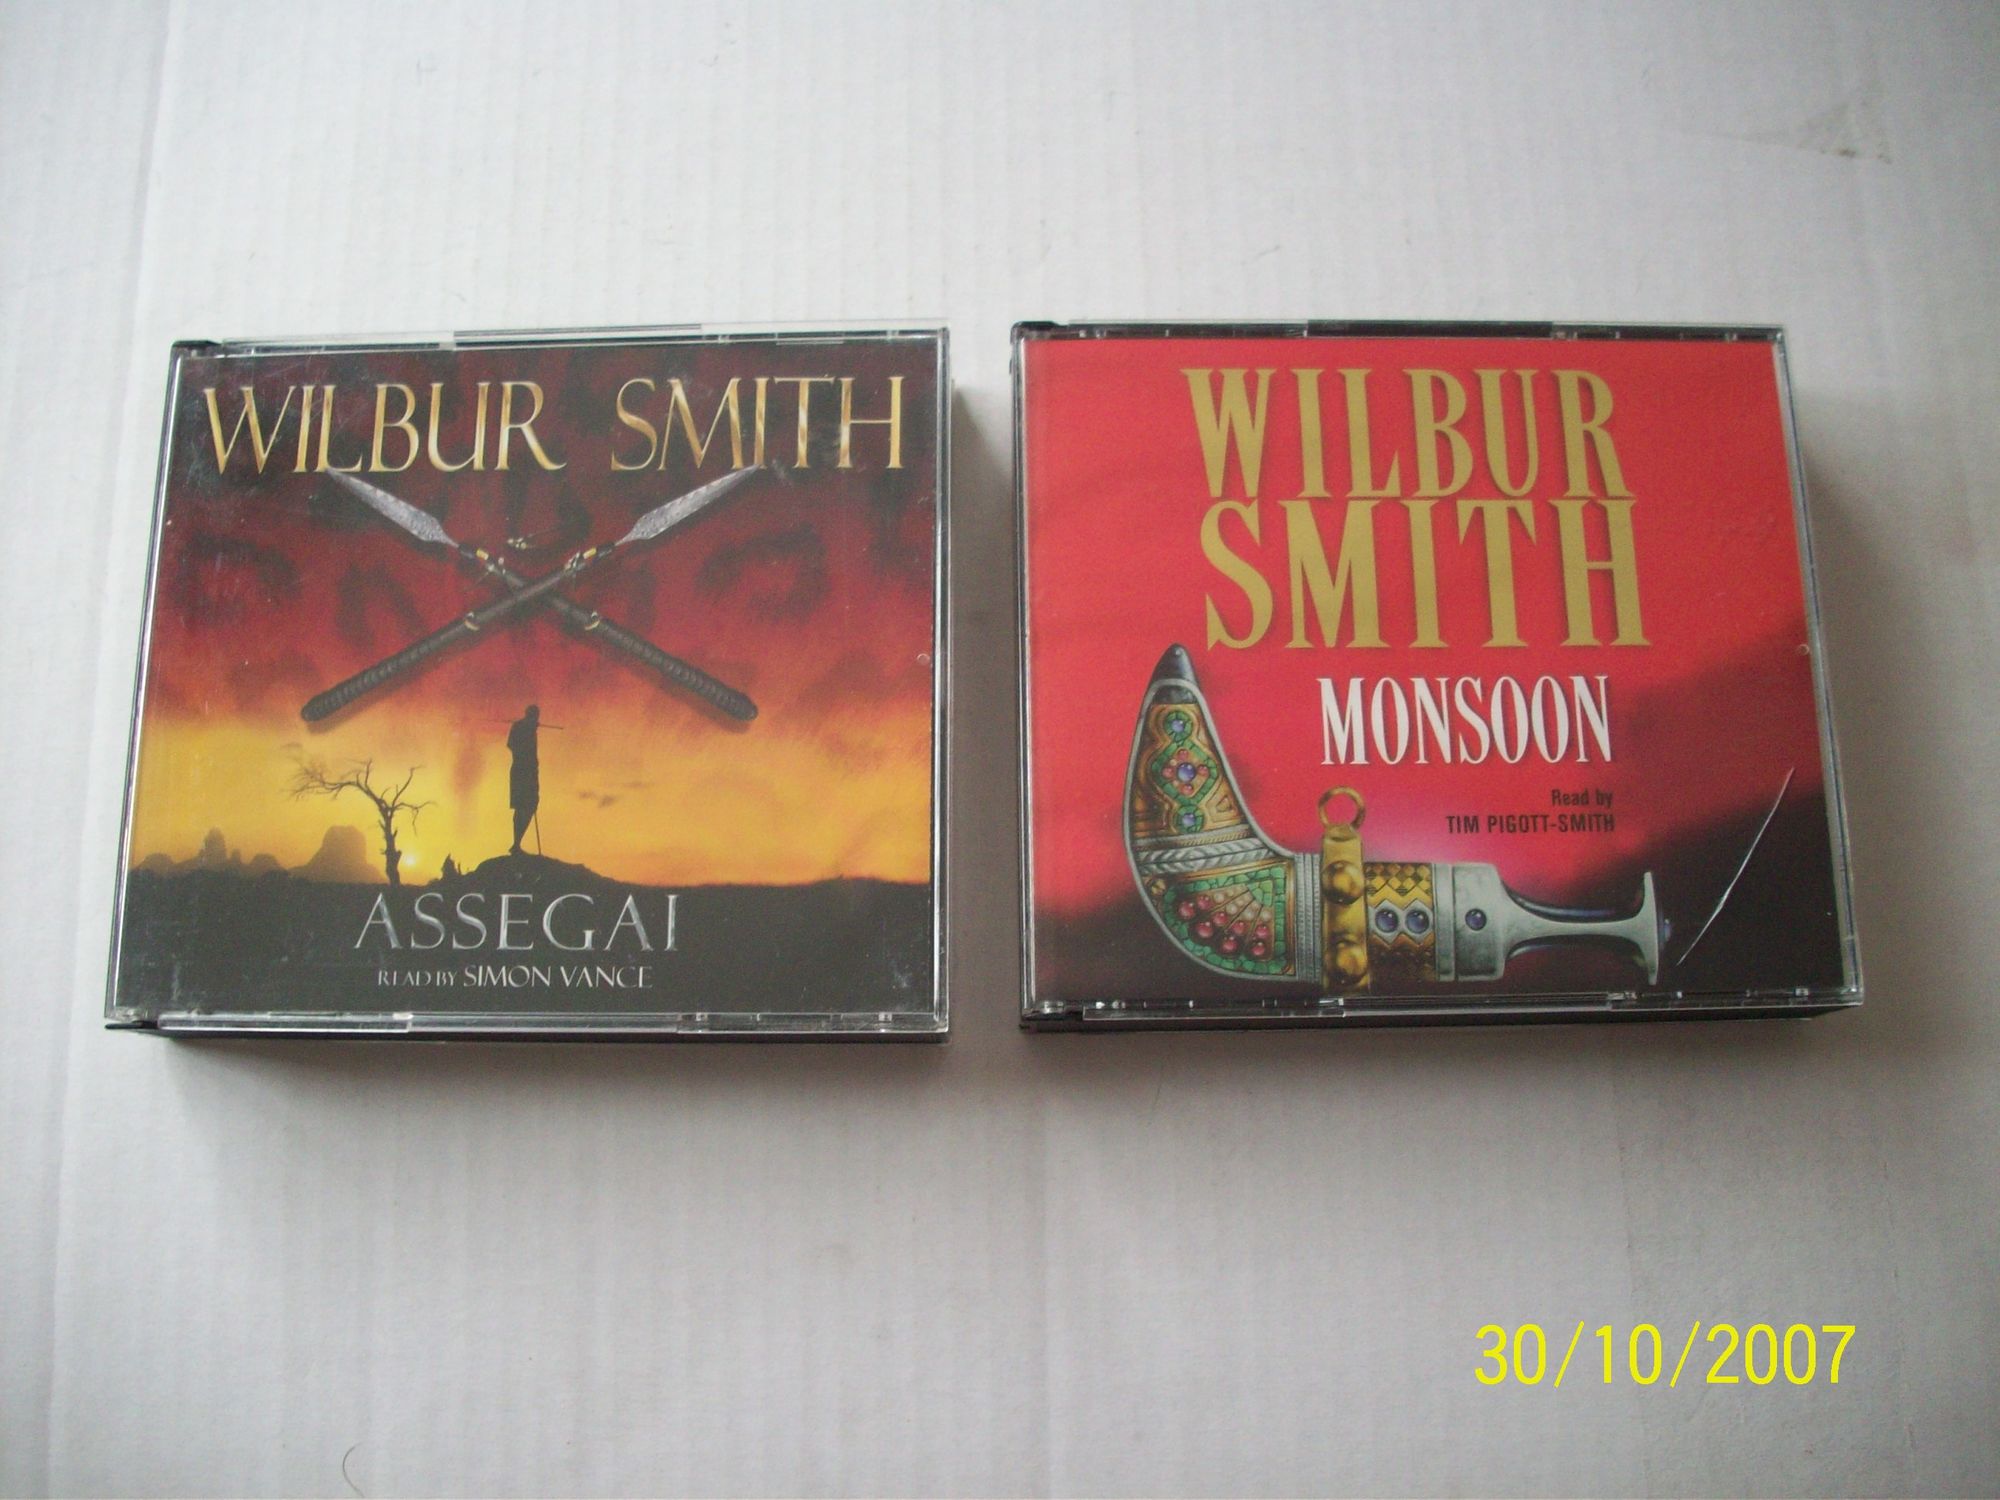 WILBUR SMITH
ASSEGAI
READ BY SIMON VANCE
WILBUR
SMITH
MONSOON
Read by
TIM PIGOTT-SMITH
30/10/2007